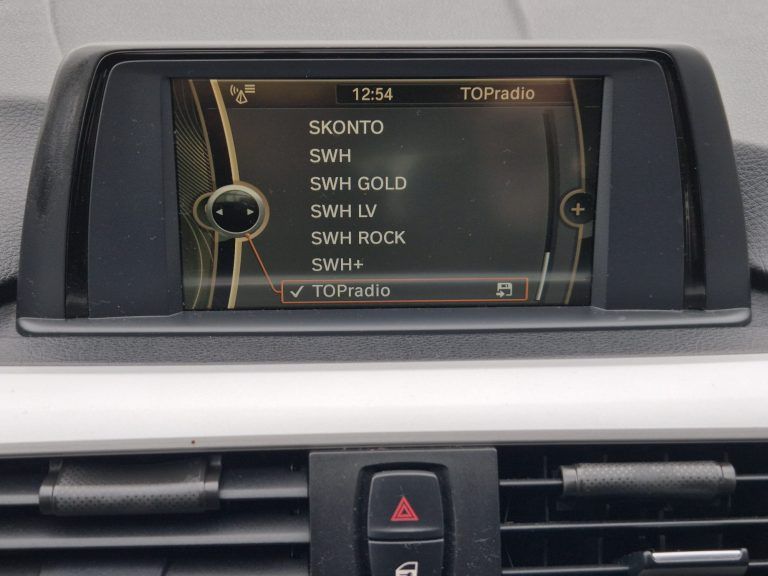 12:54 TOPradio
SKONTO
SWH
SWH GOLD
SWH LV
SWH ROCK
SWH+
TOPradio